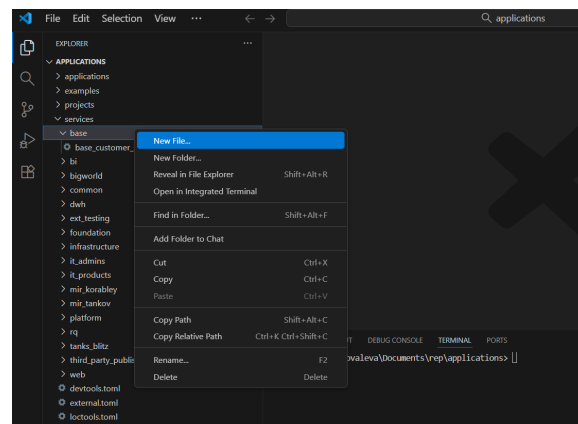 File Edit Selection View ··· ← → applications
EXPLORER ···
APPLICATIONS
applications
examples
projects
services
base
base_customer_
bi
bigworld
common
dwh
ext_testing
foundation
infrastructure
it_admins
it_products
mir_korabley
mir_tankov
platform
rq
tanks_blitz
third_party_publis
web
devtools.toml
external.toml
loctools.toml
New File...
New Folder...
Reveal in File Explorer Shift+Alt+R
Open in Integrated Terminal
Find in Folder... Shift+Alt+F
Add Folder to Chat
Cut Ctrl+X
Copy Ctrl+C
Paste Ctrl+V
Copy Path Shift+Alt+C
Copy Relative Path Ctrl+K Ctrl+Shift+C
Rename... F2
Delete Delete
T DEBUG CONSOLE TERMINAL PORTS
ovaleva\Documents\rep\applications>